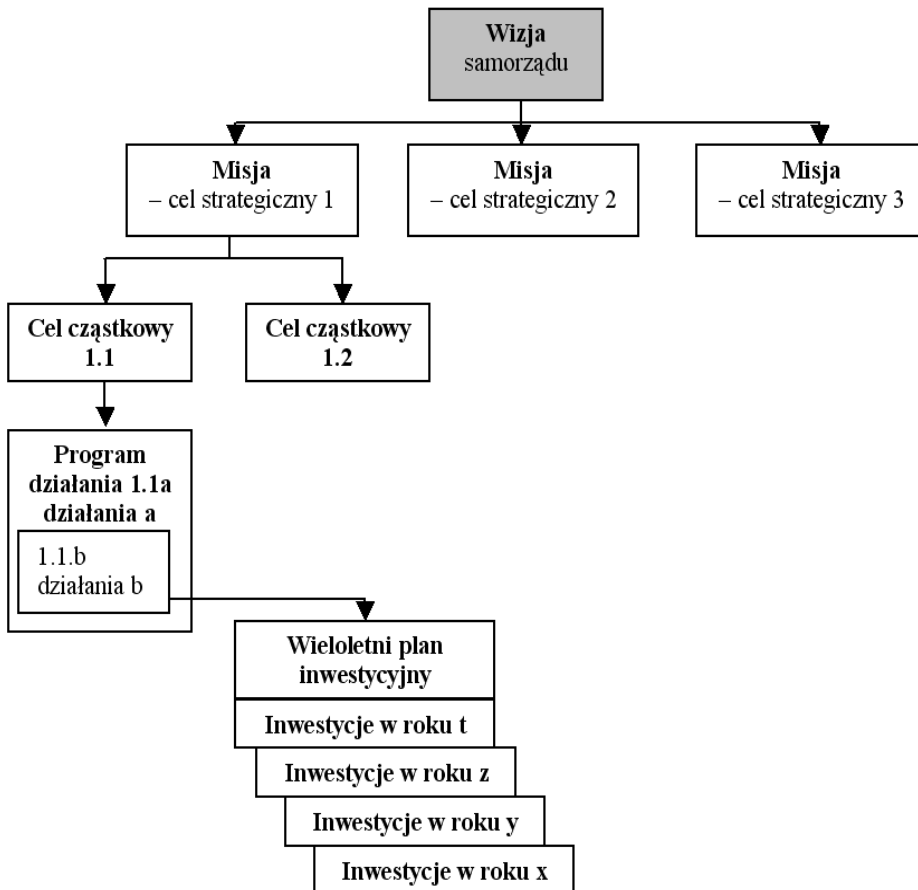 Wizja
samorządu
Misja
– cel strategiczny 1
Misja
– cel strategiczny 2
Misja
– cel strategiczny 3
Cel cząstkowy
1.1
Cel cząstkowy
1.2
Program
działania 1.1a
działania a
1.1.b
działania b
Wieloletni plan
inwestycyjny
Inwestycje w roku t
Inwestycje w roku z
Inwestycje w roku y
Inwestycje w roku x